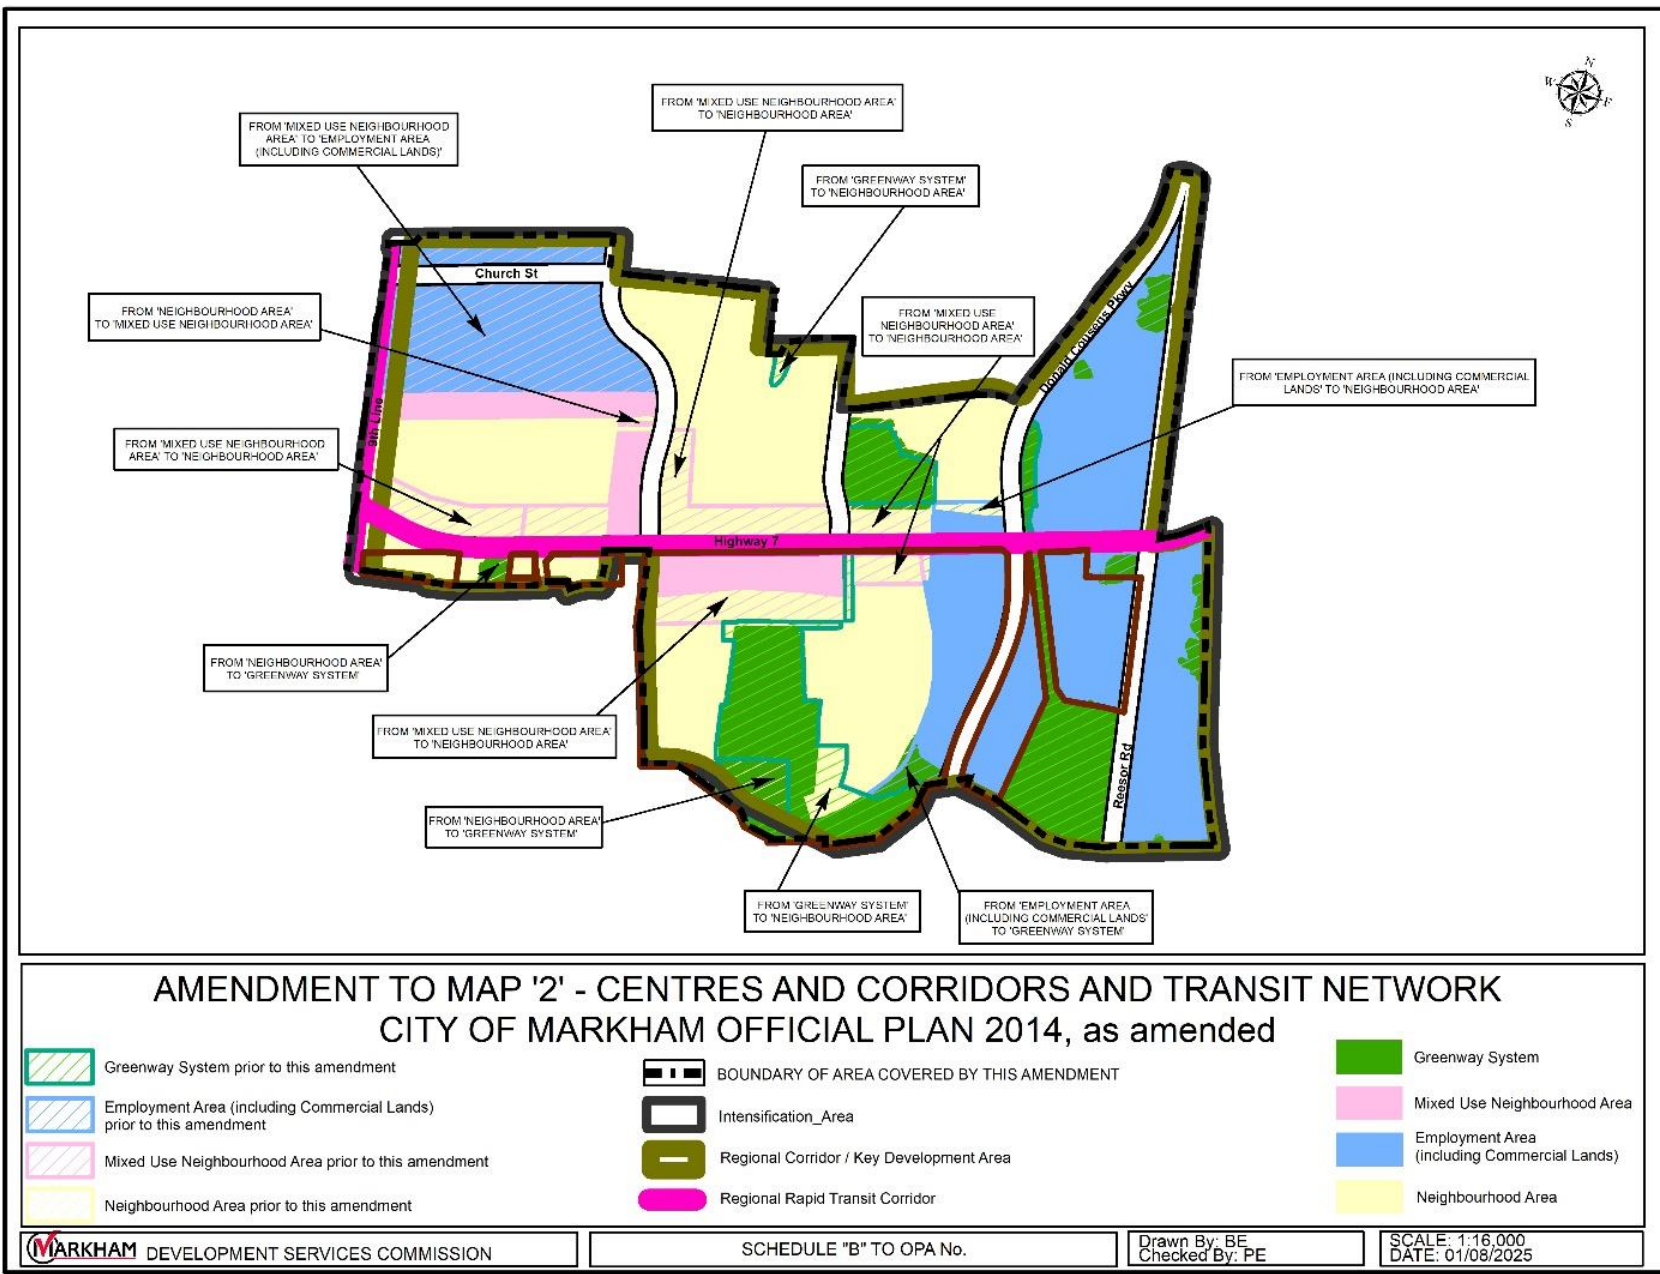 N
W
E
S
FROM 'MIXED USE NEIGHBOURHOOD AREA'
TO 'NEIGHBOURHOOD AREA'
FROM 'MIXED USE NEIGHBOURHOOD
AREA' TO 'EMPLOYMENT AREA
(INCLUDING COMMERCIAL LANDS)'
FROM 'GREENWAY SYSTEM'
TO 'NEIGHBOURHOOD AREA'
Church St
FROM 'NEIGHBOURHOOD AREA'
TO 'MIXED USE NEIGHBOURHOOD AREA'
FROM 'MIXED USE
NEIGHBOURHOOD AREA'
TO 'NEIGHBOURHOOD AREA'
Donald Cousens Pkwy
FROM 'EMPLOYMENT AREA (INCLUDING COMMERCIAL
LANDS' TO 'NEIGHBOURHOOD AREA'
9th Line
FROM 'MIXED USE NEIGHBOURHOOD
AREA' TO 'NEIGHBOURHOOD AREA'
Highway 7
FROM 'NEIGHBOURHOOD AREA'
TO 'GREENWAY SYSTEM'
FROM 'MIXED USE NEIGHBOURHOOD AREA'
TO 'NEIGHBOURHOOD AREA'
Reesor Rd
FROM 'NEIGHBOURHOOD AREA'
TO 'GREENWAY SYSTEM'
FROM 'GREENWAY SYSTEM'
TO 'NEIGHBOURHOOD AREA'
FROM 'EMPLOYMENT AREA
(INCLUDING COMMERCIAL LANDS'
TO 'GREENWAY SYSTEM'
AMENDMENT TO MAP '2' - CENTRES AND CORRIDORS AND TRANSIT NETWORK
CITY OF MARKHAM OFFICIAL PLAN 2014, as amended
Greenway System prior to this amendment
Employment Area (including Commercial Lands)
prior to this amendment
Mixed Use Neighbourhood Area prior to this amendment
Neighbourhood Area prior to this amendment
BOUNDARY OF AREA COVERED BY THIS AMENDMENT
Intensification_Area
Regional Corridor / Key Development Area
Regional Rapid Transit Corridor
Greenway System
Mixed Use Neighbourhood Area
Employment Area
(including Commercial Lands)
Neighbourhood Area
MARKHAM DEVELOPMENT SERVICES COMMISSION
SCHEDULE "B" TO OPA No.
Drawn By: BE
Checked By: PE
SCALE: 1:16,000
DATE: 01/08/2025